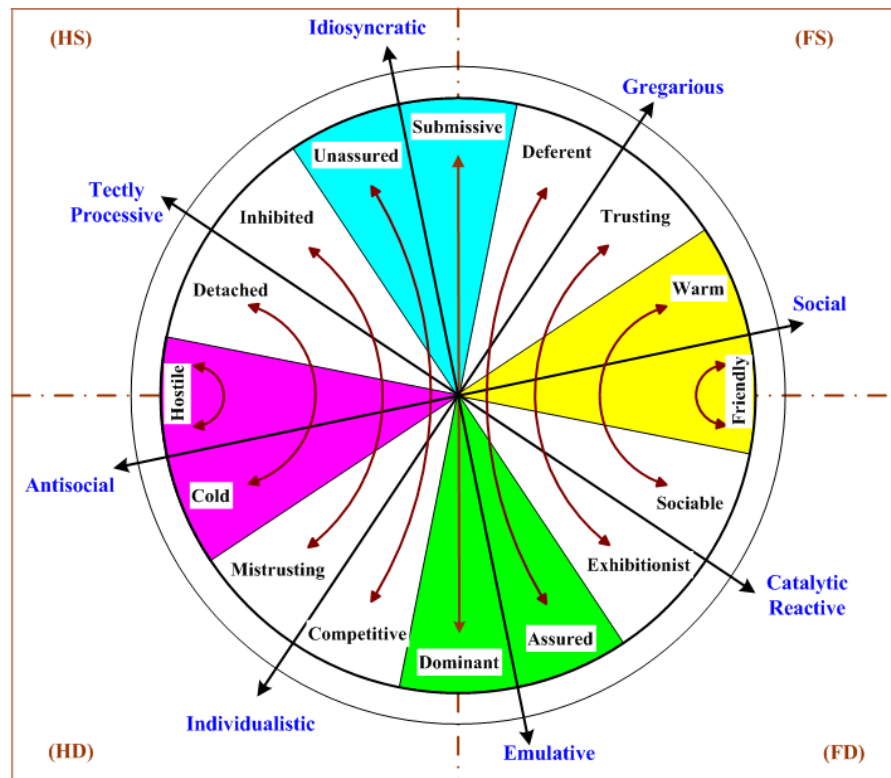 (HS)
Idiosyncratic
(FS)
Gregarious
Submissive
Unassured
Deferent
Tectly
Processive
Inhibited
Trusting
Detached
Warm
Social
Hostile
Friendly
Antisocial
Cold
Sociable
Mistrusting
Exhibitionist
Catalytic
Reactive
Competitive
Assured
Dominant
Individualistic
Emulative
(HD)
(FD)